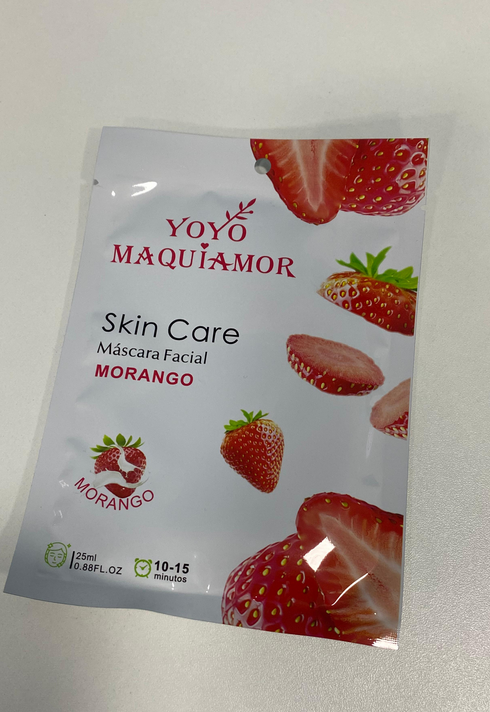 YOYO
MAQUIAMOR
Skin Care
Máscara Facial
MORANGO
MORANGO
25ml
0.88FL.OZ
10-15
minutos